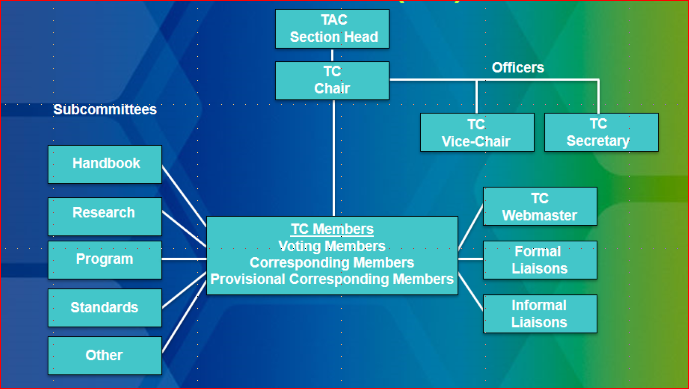 TAC
Section Head
TC
Chair
Officers
TC
Vice-Chair
TC
Secretary
Subcommittees
Handbook
Research
Program
Standards
Other
TC Members
Voting Members
Corresponding Members
Provisional Corresponding Members
TC
Webmaster
Formal
Liaisons
Informal
Liaisons